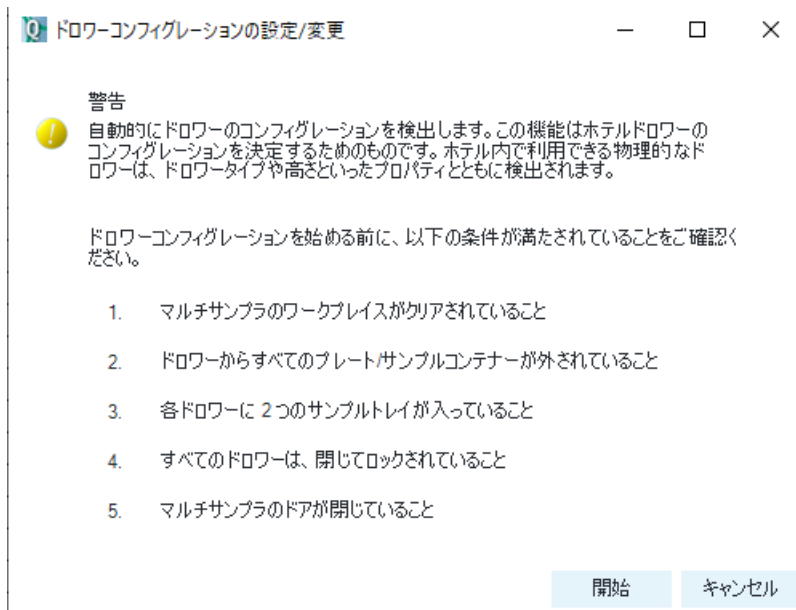 ドロワーコンフィグレーションの設定/変更
警告
自動的にドロワーのコンフィグレーションを検出します。この機能はホテルドロワーの
コンフィグレーションを決定するためのものです。ホテル内で利用できる物理的なド
ロワーは、ドロワータイプや高さといったプロパティとともに検出されます。
ドロワーコンフィグレーションを始める前に、以下の条件が満たされていることをご確認く
ださい。
1. マルチサンプラのワークプレイスがクリアされていること
2. ドロワーからすべてのプレート/サンプルコンテナーが外されていること
3. 各ドロワーに2つのサンプルトレイが入っていること
4. すべてのドロワーは、閉じてロックされていること
5. マルチサンプラのドアが閉じていること
開始 キャンセル